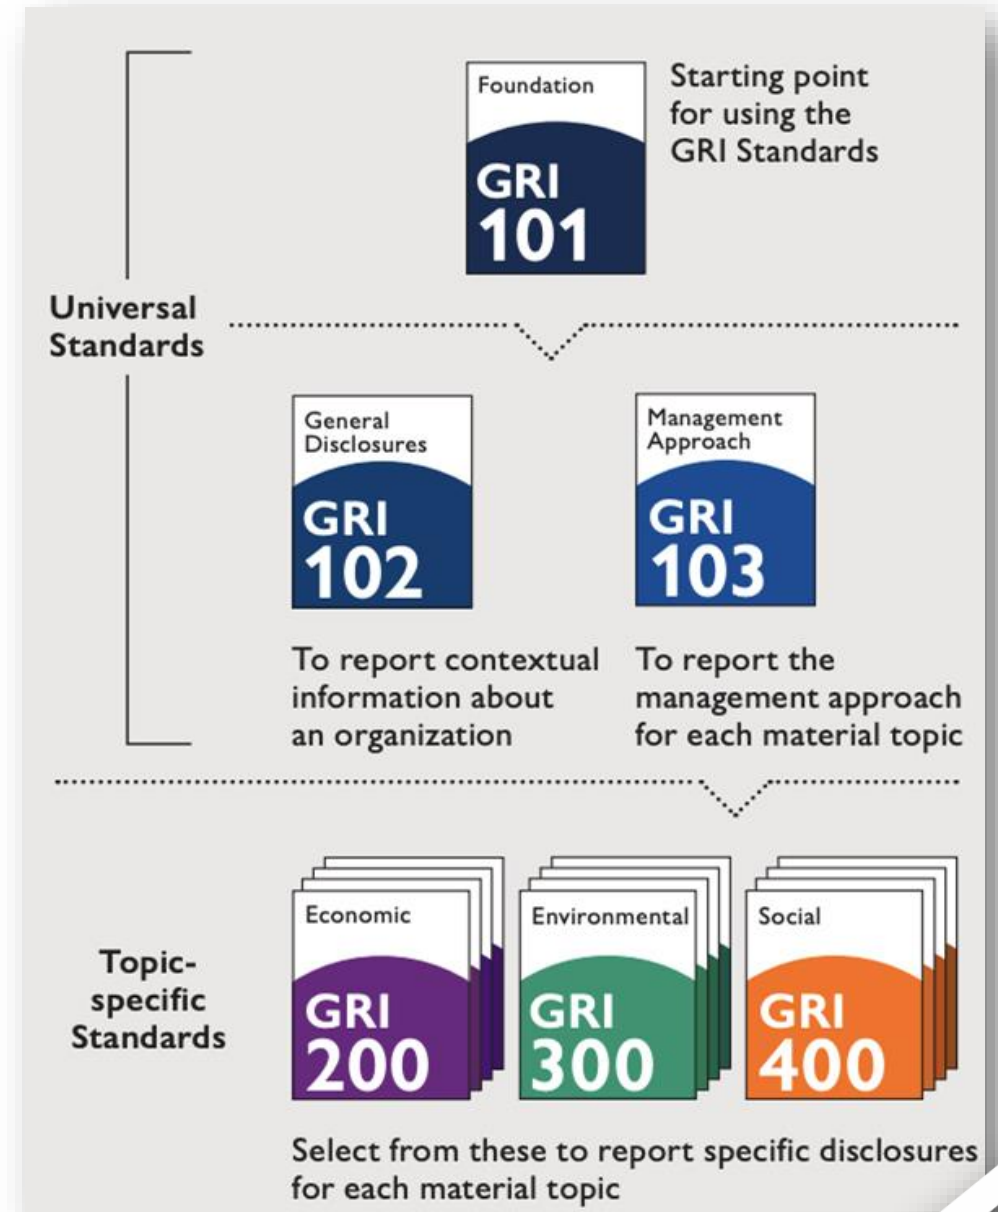 Foundation
GRI
101
Starting point
for using the
GRI Standards
Universal
Standards
General
Disclosures
GRI
102
Management
Approach
GRI
103
To report contextual
information about
an organization
To report the
management approach
for each material topic
Topic-
specific
Standards
Economic
GRI
200
Environmental
GRI
300
Social
GRI
400
Select from these to report specific disclosures
for each material topic